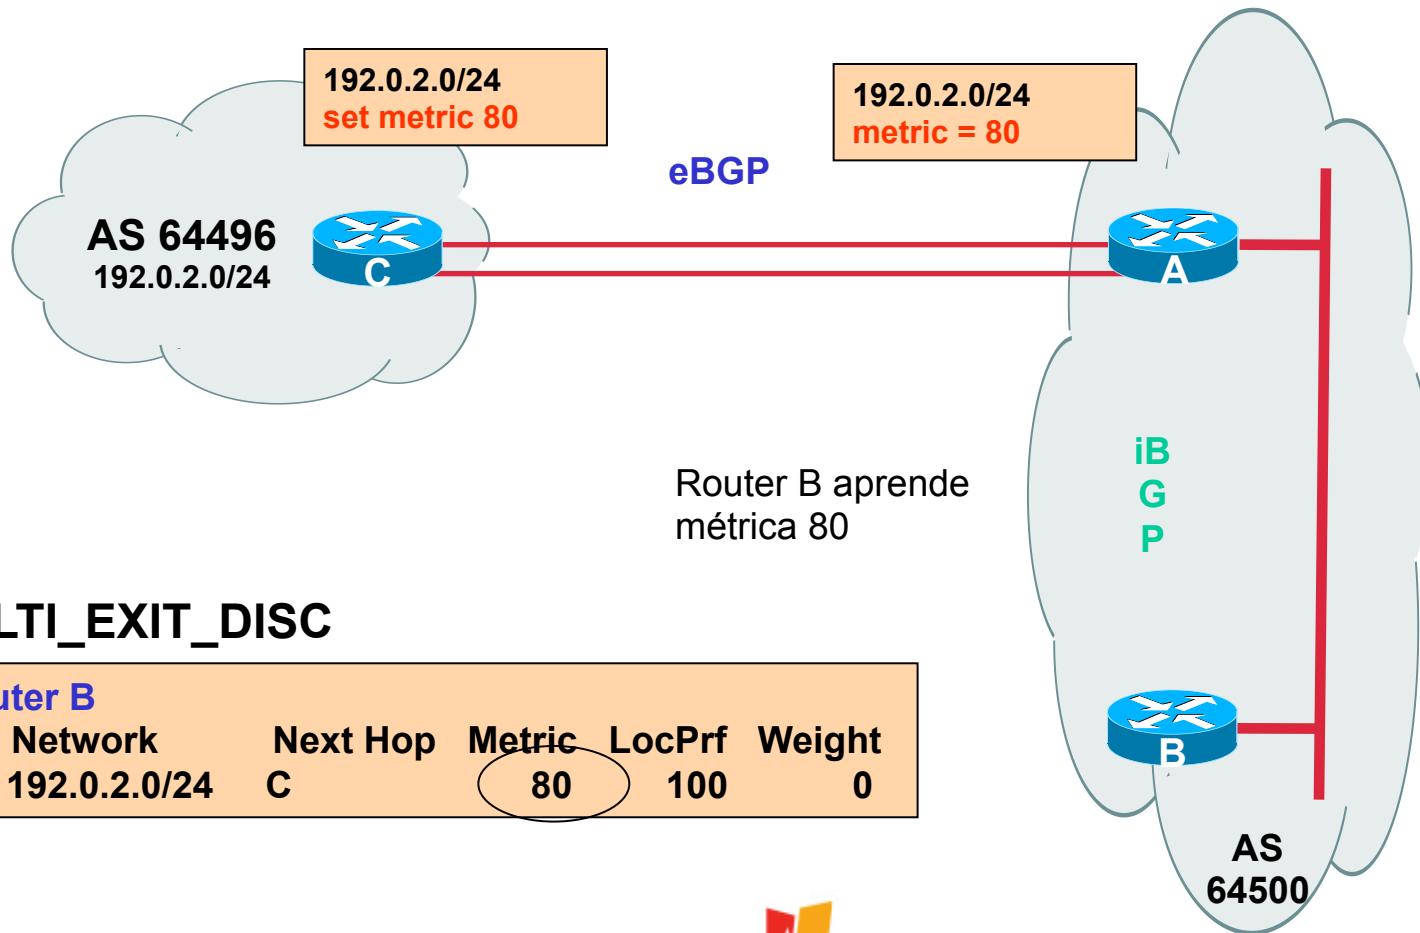 192.0.2.0/24
set metric 80
192.0.2.0/24
metric = 80
eBGP
AS 64496
192.0.2.0/24
C
A
iB
G
P
Router B aprende
métrica 80
LTI_EXIT_DISC
uter B
Network Next Hop Metric LocPrf Weight
192.0.2.0/24 C 80 100 0
B
AS
64500